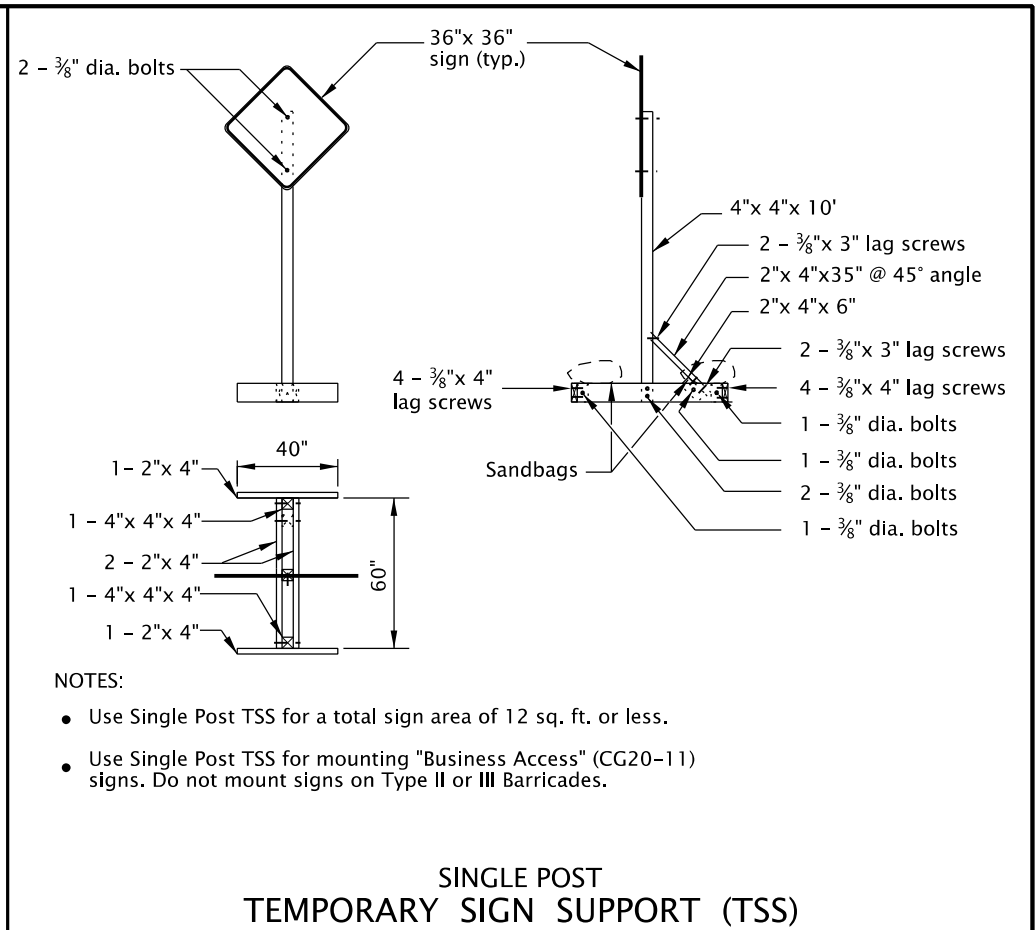 36"x 36"
sign (typ.)
2 – ⅜" dia. bolts
4"x 4"x 10'
2 – ⅜"x 3" lag screws
2"x 4"x35" @ 45° angle
2"x 4"x 6"
2 – ⅜"x 3" lag screws
4 – ⅜"x 4"
lag screws
4 – ⅜"x 4" lag screws
1 – ⅜" dia. bolts
1 – ⅜" dia. bolts
Sandbags
2 – ⅜" dia. bolts
1 – ⅜" dia. bolts
40"
1– 2"x 4"
1 – 4"x 4"x 4"
2 – 2"x 4"
60"
1 – 4"x 4"x 4"
1 – 2"x 4"
NOTES:
● Use Single Post TSS for a total sign area of 12 sq. ft. or less.
● Use Single Post TSS for mounting "Business Access" (CG20–11)
signs. Do not mount signs on Type II or III Barricades.
SINGLE POST
TEMPORARY SIGN SUPPORT (TSS)